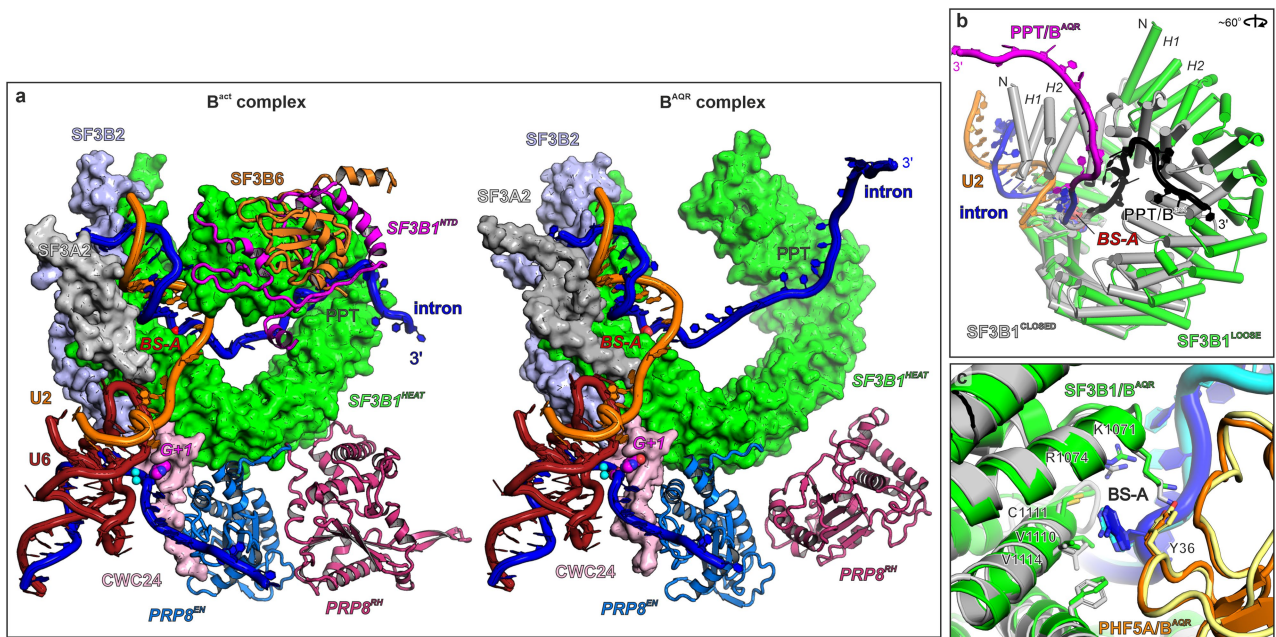 a
B^act complex
B^AQR complex
SF3B2
SF3B6
SF3B1^NTD
SF3A2
PPT
intron
3'
BS-A
SF3B1^HEAT
U2
U6
G+1
CWC24
PRP8^EN
PRP8^RH
SF3B2
3'
intron
SF3A2
PPT
BS-A
SF3B1^HEAT
G+1
CWC24
PRP8^EN
PRP8^RH
b
~60°
PPT/B^AQR
N
H1
3'
H2
N
H1
H2
U2
intron
PPT/B
3'
BS-A
SF3B1^CLOSED
SF3B1^LOOSE
c
SF3B1/B^AQR
K1071
R1074
BS-A
C1111
V1110
Y36
V1114
PHF5A/B^AQR